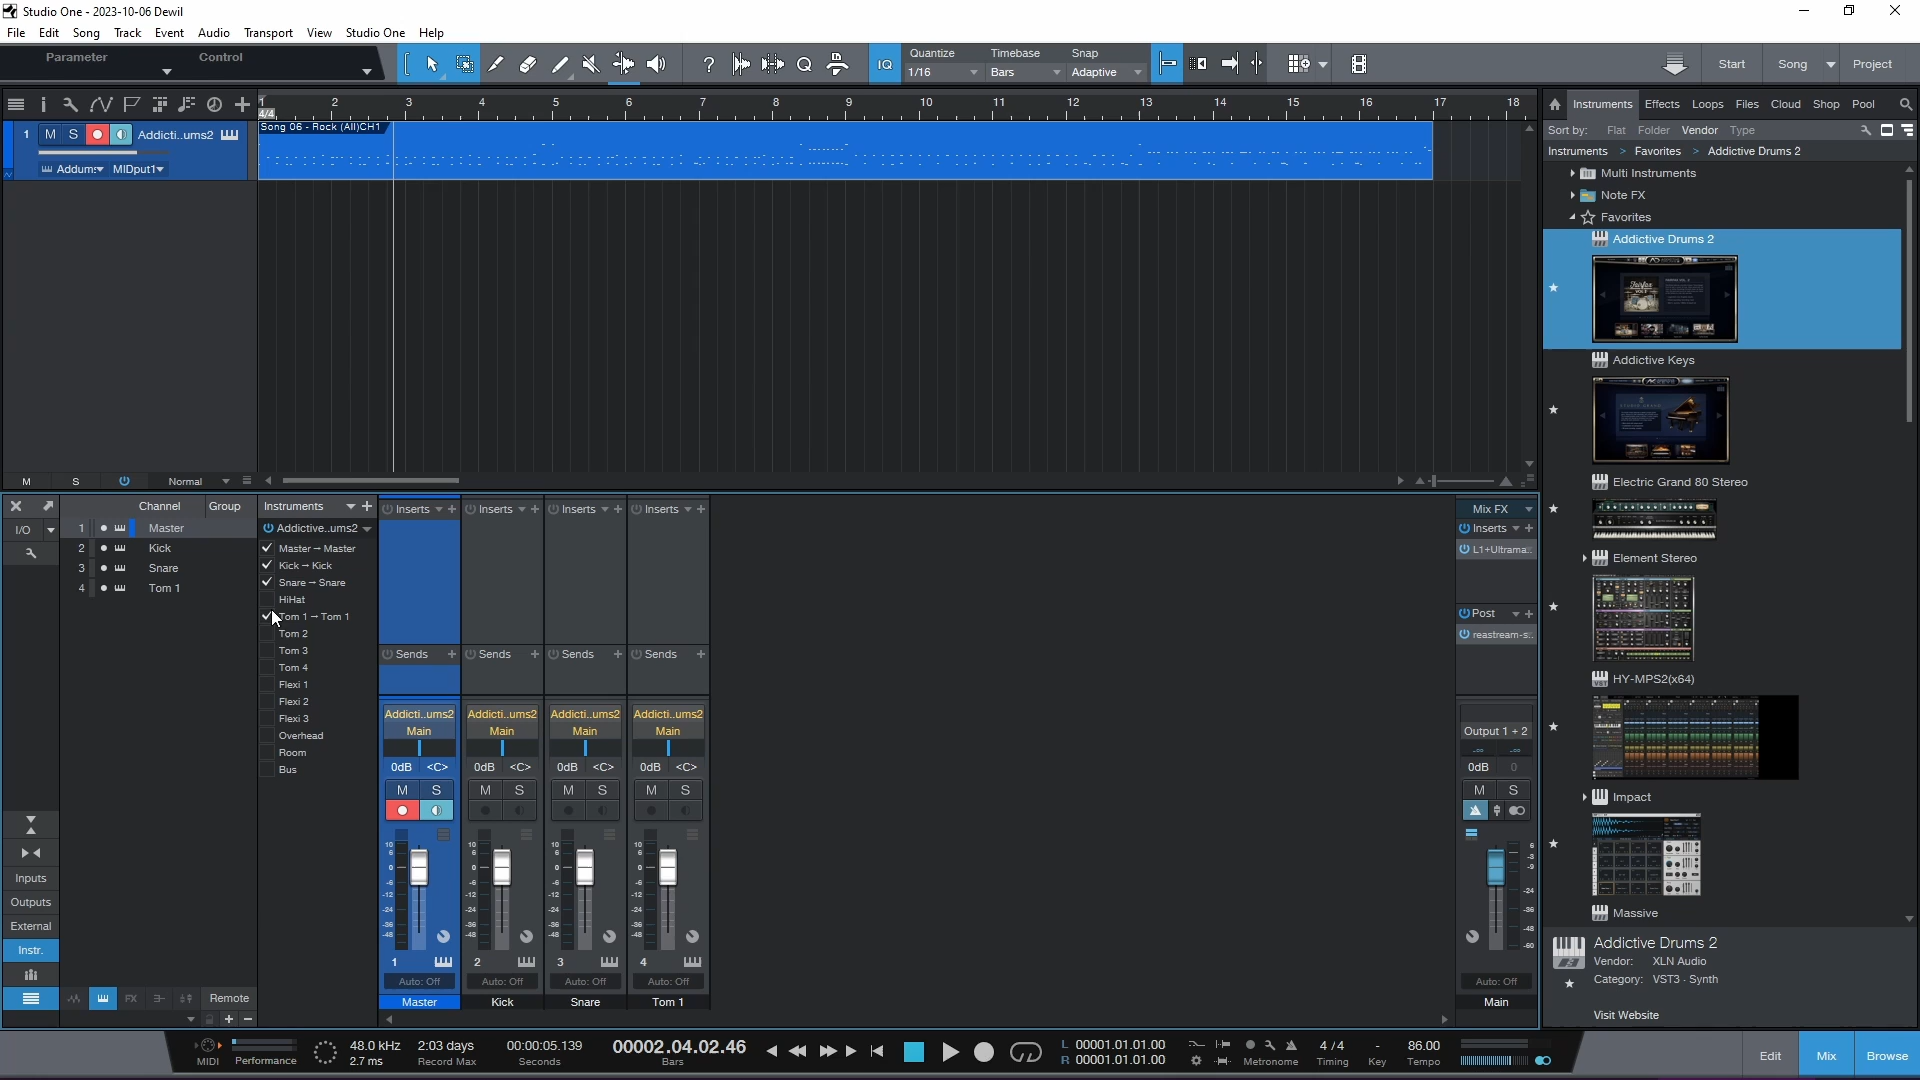 Studio One - 2023-10-06 Dewil
File Edit Song Track Event Audio Transport View Studio One Help
Parameter Control
IQ
Quantize Timebase Snap
1/16 Bars Adaptive
Start Song Project
1 2 3 4 5 6 7 8 9 10 11 12 13 14 15 16 17 18
4/4
Instruments Effects Loops Files Cloud Shop Pool
Sort by: Flat Folder Vendor Type
Instruments > Favorites > Addictive Drums 2
Song 06 - Rock (All)CH1
1 M S Addicti..ums2
Addums MIDput1
Multi Instruments
Note FX
Favorites
Addictive Drums 2
Addictive Keys
Electric Grand 80 Stereo
Element Stereo
HY-MPS2(x64)
Impact
Massive
M S Normal
Channel Group
I/O
1 Master
2 Kick
3 Snare
4 Tom 1
Instruments
Addictive..ums2
Master → Master
Kick → Kick
Snare → Snare
HiHat
Tom 1 → Tom 1
Tom 2
Tom 3
Tom 4
Flexi 1
Flexi 2
Flexi 3
Overhead
Room
Bus
Inserts Inserts Inserts Inserts
Sends Sends Sends Sends
Addicti..ums2 Addicti..ums2 Addicti..ums2 Addicti..ums2
Main Main Main Main
0dB <C> 0dB <C> 0dB <C> 0dB <C>
M S M S M S M S
1 2 3 4
Auto: Off Auto: Off Auto: Off Auto: Off
Master Kick Snare Tom 1
Mix FX
Inserts
L1+Ultrama..
Post
reastream-s..
Output 1 + 2
0dB 0
M S
Auto: Off
Main
Inputs
Outputs
External
Instr.
FX Remote
Addictive Drums 2
Vendor: XLN Audio
Category: VST3 - Synth
Visit Website
MIDI Performance
48.0 kHz
2.7 ms
2:03 days
Record Max
00:00:05.139
Seconds
00002.04.02.46
Bars
L 00001.01.01.00
R 00001.01.01.00
Metronome
4 / 4
Timing
-
Key
86.00
Tempo
Edit Mix Browse